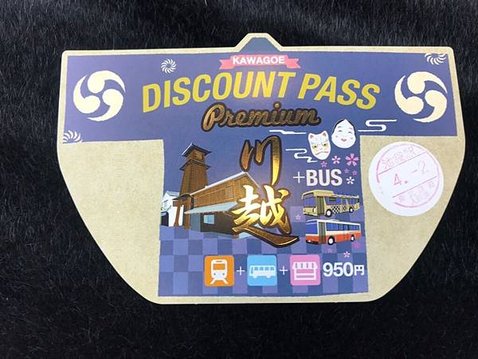 KAWAGOE
DISCOUNT PASS
Premium
川越
+BUS
4.-2
+
+
950円